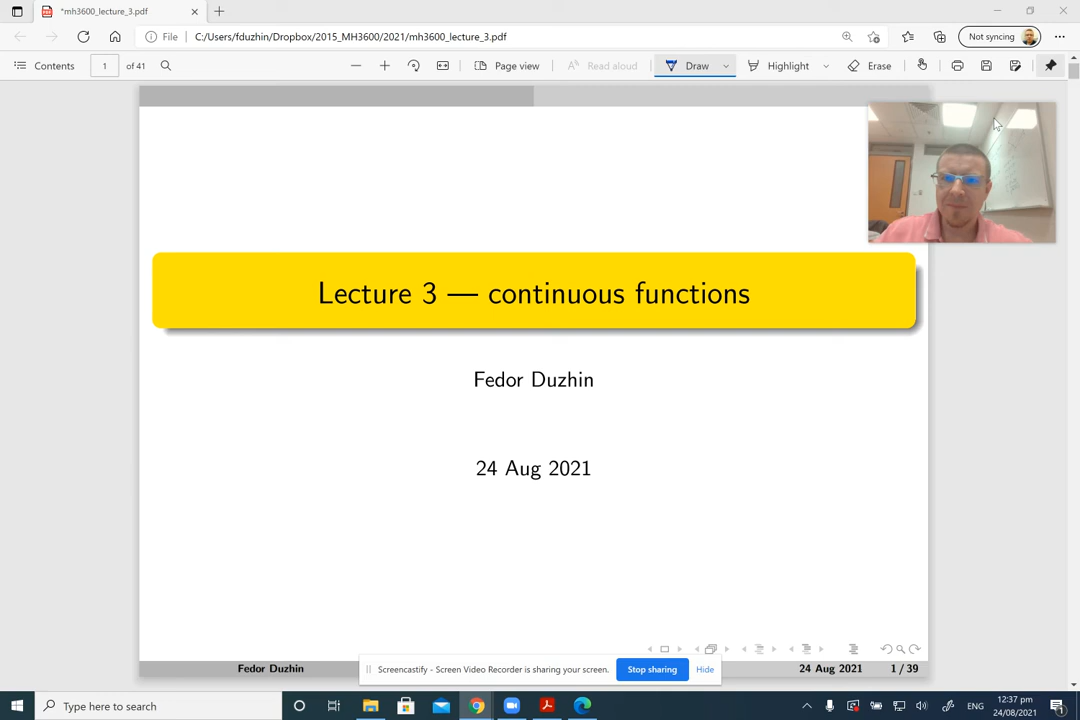 *mh3600_lecture_3.pdf
File
C:/Users/fduzhin/Dropbox/2015_MH3600/2021/mh3600_lecture_3.pdf
Not syncing
Contents
1
of 41
Page view
Read aloud
Draw
Highlight
Erase
Lecture 3 — continuous functions
Fedor Duzhin
24 Aug 2021
Fedor Duzhin
24 Aug 2021
1 / 39
Screencastify - Screen Video Recorder is sharing your screen.
Stop sharing
Hide
Type here to search
ENG
12:37 pm
24/08/2021
1